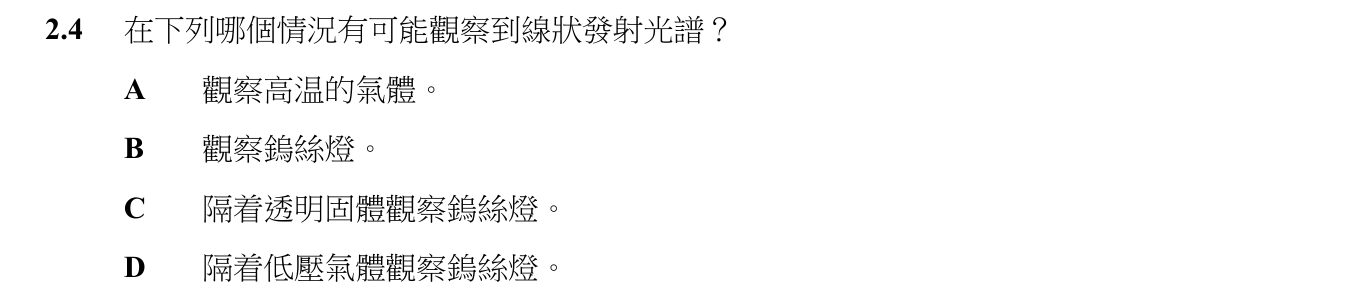 2.4 在下列哪個情況有可能觀察到線狀發射光譜？
A 觀察高温的氣體。
B 觀察鎢絲燈。
C 隔着透明固體觀察鎢絲燈。
D 隔着低壓氣體觀察鎢絲燈。